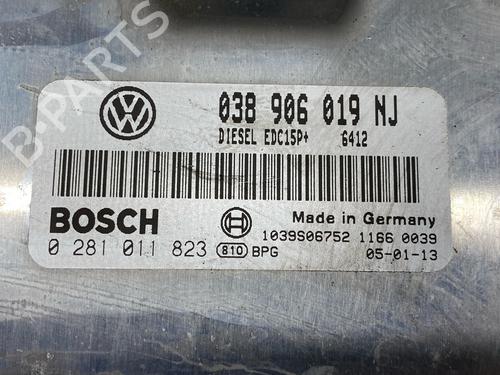 B-PARTS
038 906 019 NJ
DIESEL EDC15P+ 6412
BOSCH
Made in Germany
0 281 011 823 810 BPG
1039S06752 1166 0039
05-01-13